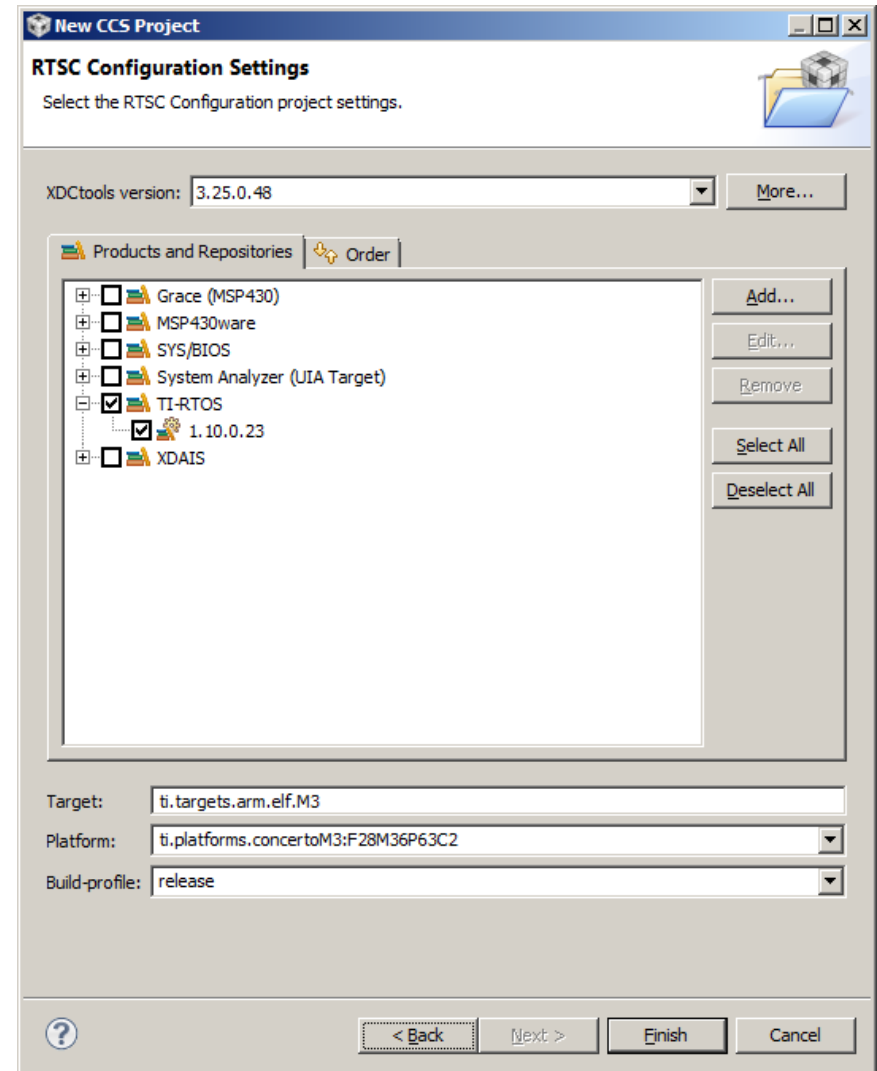 New CCS Project
RTSC Configuration Settings
Select the RTSC Configuration project settings.
XDCtools version: 3.25.0.48 More...
Products and Repositories Order
Grace (MSP430)
MSP430ware
SYS/BIOS
System Analyzer (UIA Target)
TI-RTOS
1.10.0.23
XDAIS
Add...
Edit...
Remove
Select All
Deselect All
Target: ti.targets.arm.elf.M3
Platform: ti.platforms.concertoM3:F28M36P63C2
Build-profile: release
? < Back Next > Finish Cancel